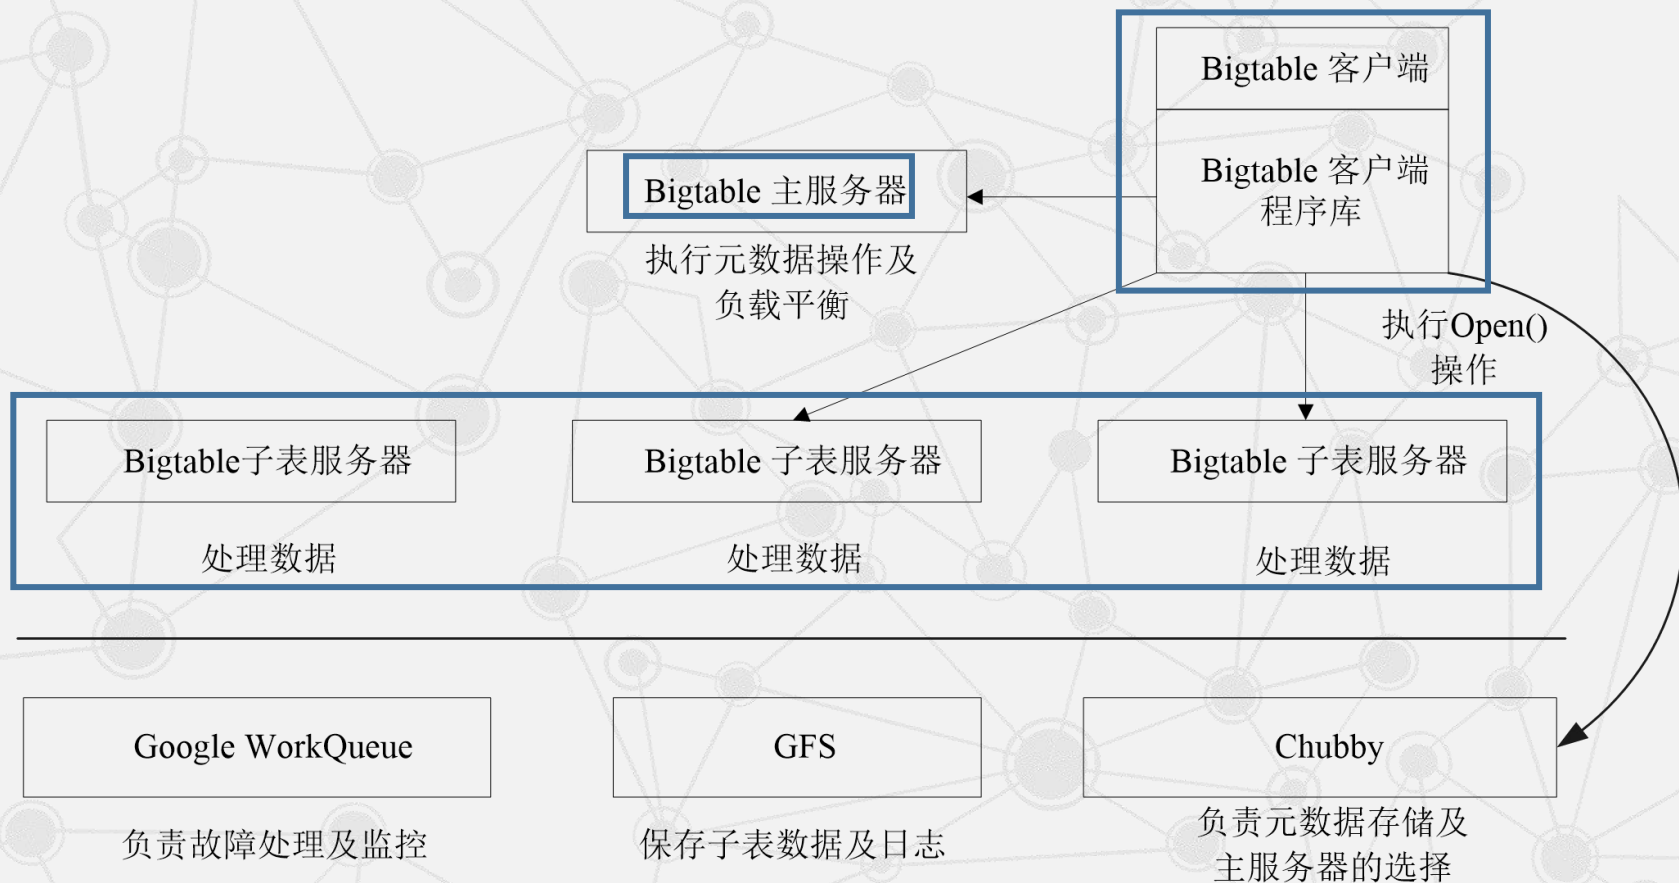 Bigtable 客户端
Bigtable 客户端
程序库
Bigtable 主服务器
执行元数据操作及
负载平衡
执行Open()
操作
Bigtable子表服务器
Bigtable 子表服务器
Bigtable 子表服务器
处理数据
处理数据
处理数据
Google WorkQueue
GFS
Chubby
负责故障处理及监控
保存子表数据及日志
负责元数据存储及
主服务器的选择